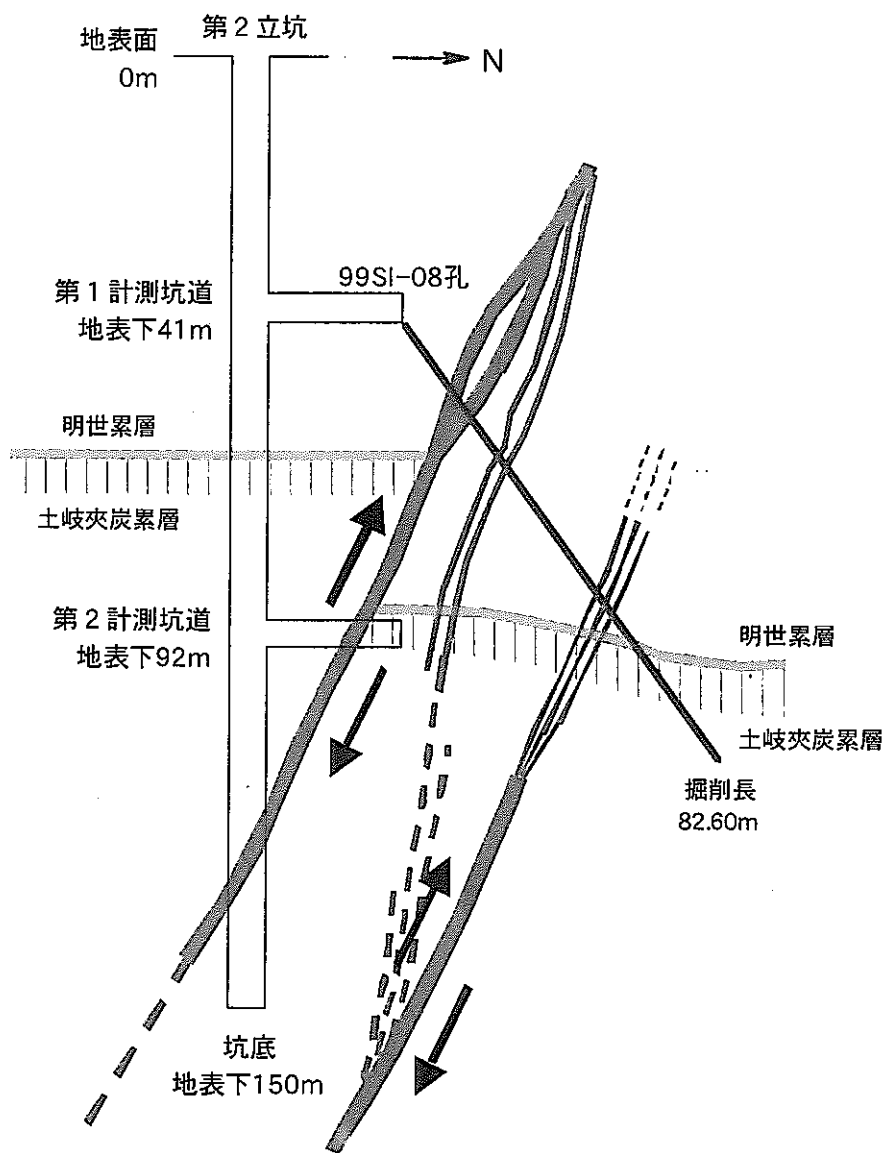 第2立坑
地表面
0m
N
99SI-08孔
第1計測坑道
地表下41m
明世累層
土岐夾炭累層
第2計測坑道
地表下92m
明世累層
土岐夾炭累層
掘削長
82.60m
坑底
地表下150m